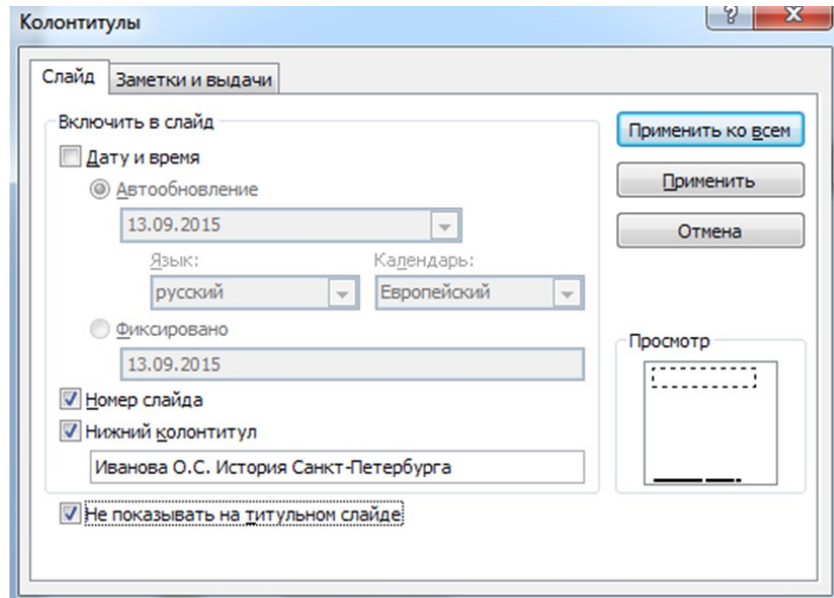 Колонтитулы
?
X
Слайд
Заметки и выдачи
Включить в слайд
Дату и время
Автообновление
13.09.2015
Язык:
Календарь:
русский
Европейский
Фиксировано
13.09.2015
Номер слайда
Нижний колонтитул
Иванова О.С. История Санкт-Петербурга
Не показывать на титульном слайде
Применить ко всем
Применить
Отмена
Просмотр